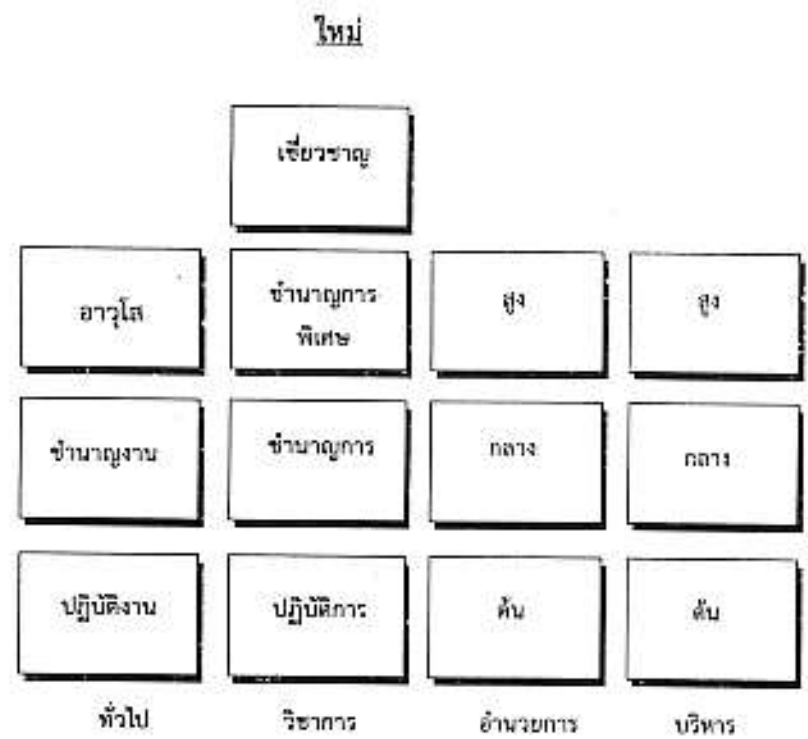 ใหม่
เชี่ยวชาญ
อาวุโส
ชำนาญการ
พิเศษ
สูง
สูง
ชำนาญงาน
ชำนาญการ
กลาง
กลาง
ปฏิบัติงาน
ปฏิบัติการ
ต้น
ต้น
ทั่วไป
วิชาการ
อำนวยการ
บริหาร